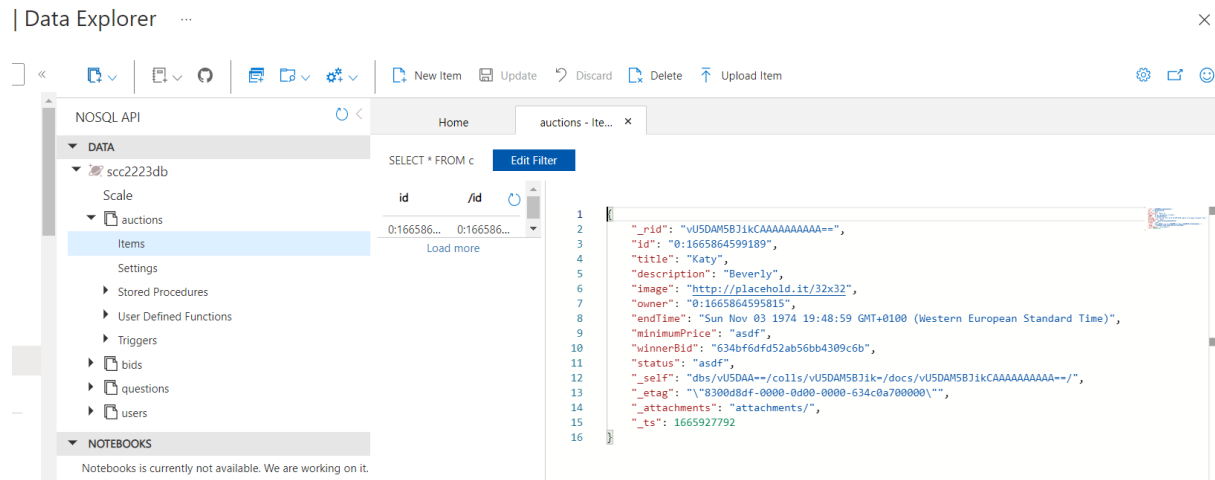 | Data Explorer ...
New Item Update Discard Delete Upload Item
NOSQL API
DATA
scc2223db
Scale
auctions
Items
Settings
Stored Procedures
User Defined Functions
Triggers
bids
questions
users
NOTEBOOKS
Notebooks is currently not available. We are working on it.
Home auctions - Ite...
SELECT * FROM c Edit Filter
id /id
0:166586... 0:166586...
Load more
1 {
2 "_rid": "vU5DAM5BJikCAAAAAAAAAA==",
3 "id": "0:1665864599189",
4 "title": "Katy",
5 "description": "Beverly",
6 "image": "http://placehold.it/32x32",
7 "owner": "0:1665864595815",
8 "endTime": "Sun Nov 03 1974 19:48:59 GMT+0100 (Western European Standard Time)",
9 "minimumPrice": "asdf",
10 "winnerBid": "634bf6dfd52ab56bb4309c6b",
11 "status": "asdf",
12 "_self": "dbs/vU5DAA==/colls/vU5DAM5BJik=/docs/vU5DAM5BJikCAAAAAAAAAA==/",
13 "_etag": "\"8300d8df-0000-0d00-0000-634c0a700000\"",
14 "_attachments": "attachments/",
15 "_ts": 1665927792
16 }